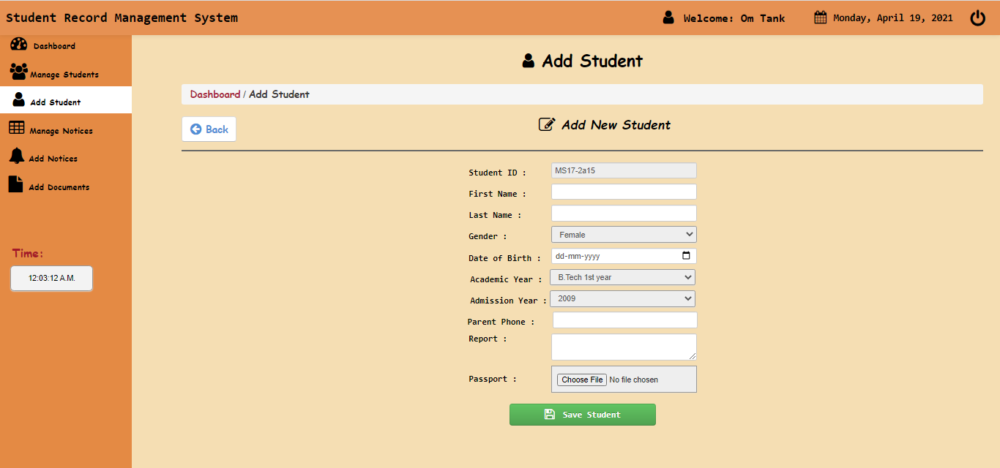 Student Record Management System Welcome: Om Tank Monday, April 19, 2021
Dashboard
Manage Students
Add Student
Manage Notices
Add Notices
Add Documents
Time:
12:03:12 A.M.
Add Student
Dashboard / Add Student
Back
Add New Student
Student ID : MS17-2a15
First Name :
Last Name :
Gender : Female
Date of Birth : dd-mm-yyyy
Academic Year : B.Tech 1st year
Admission Year : 2009
Parent Phone :
Report :
Passport : Choose File No file chosen
Save Student